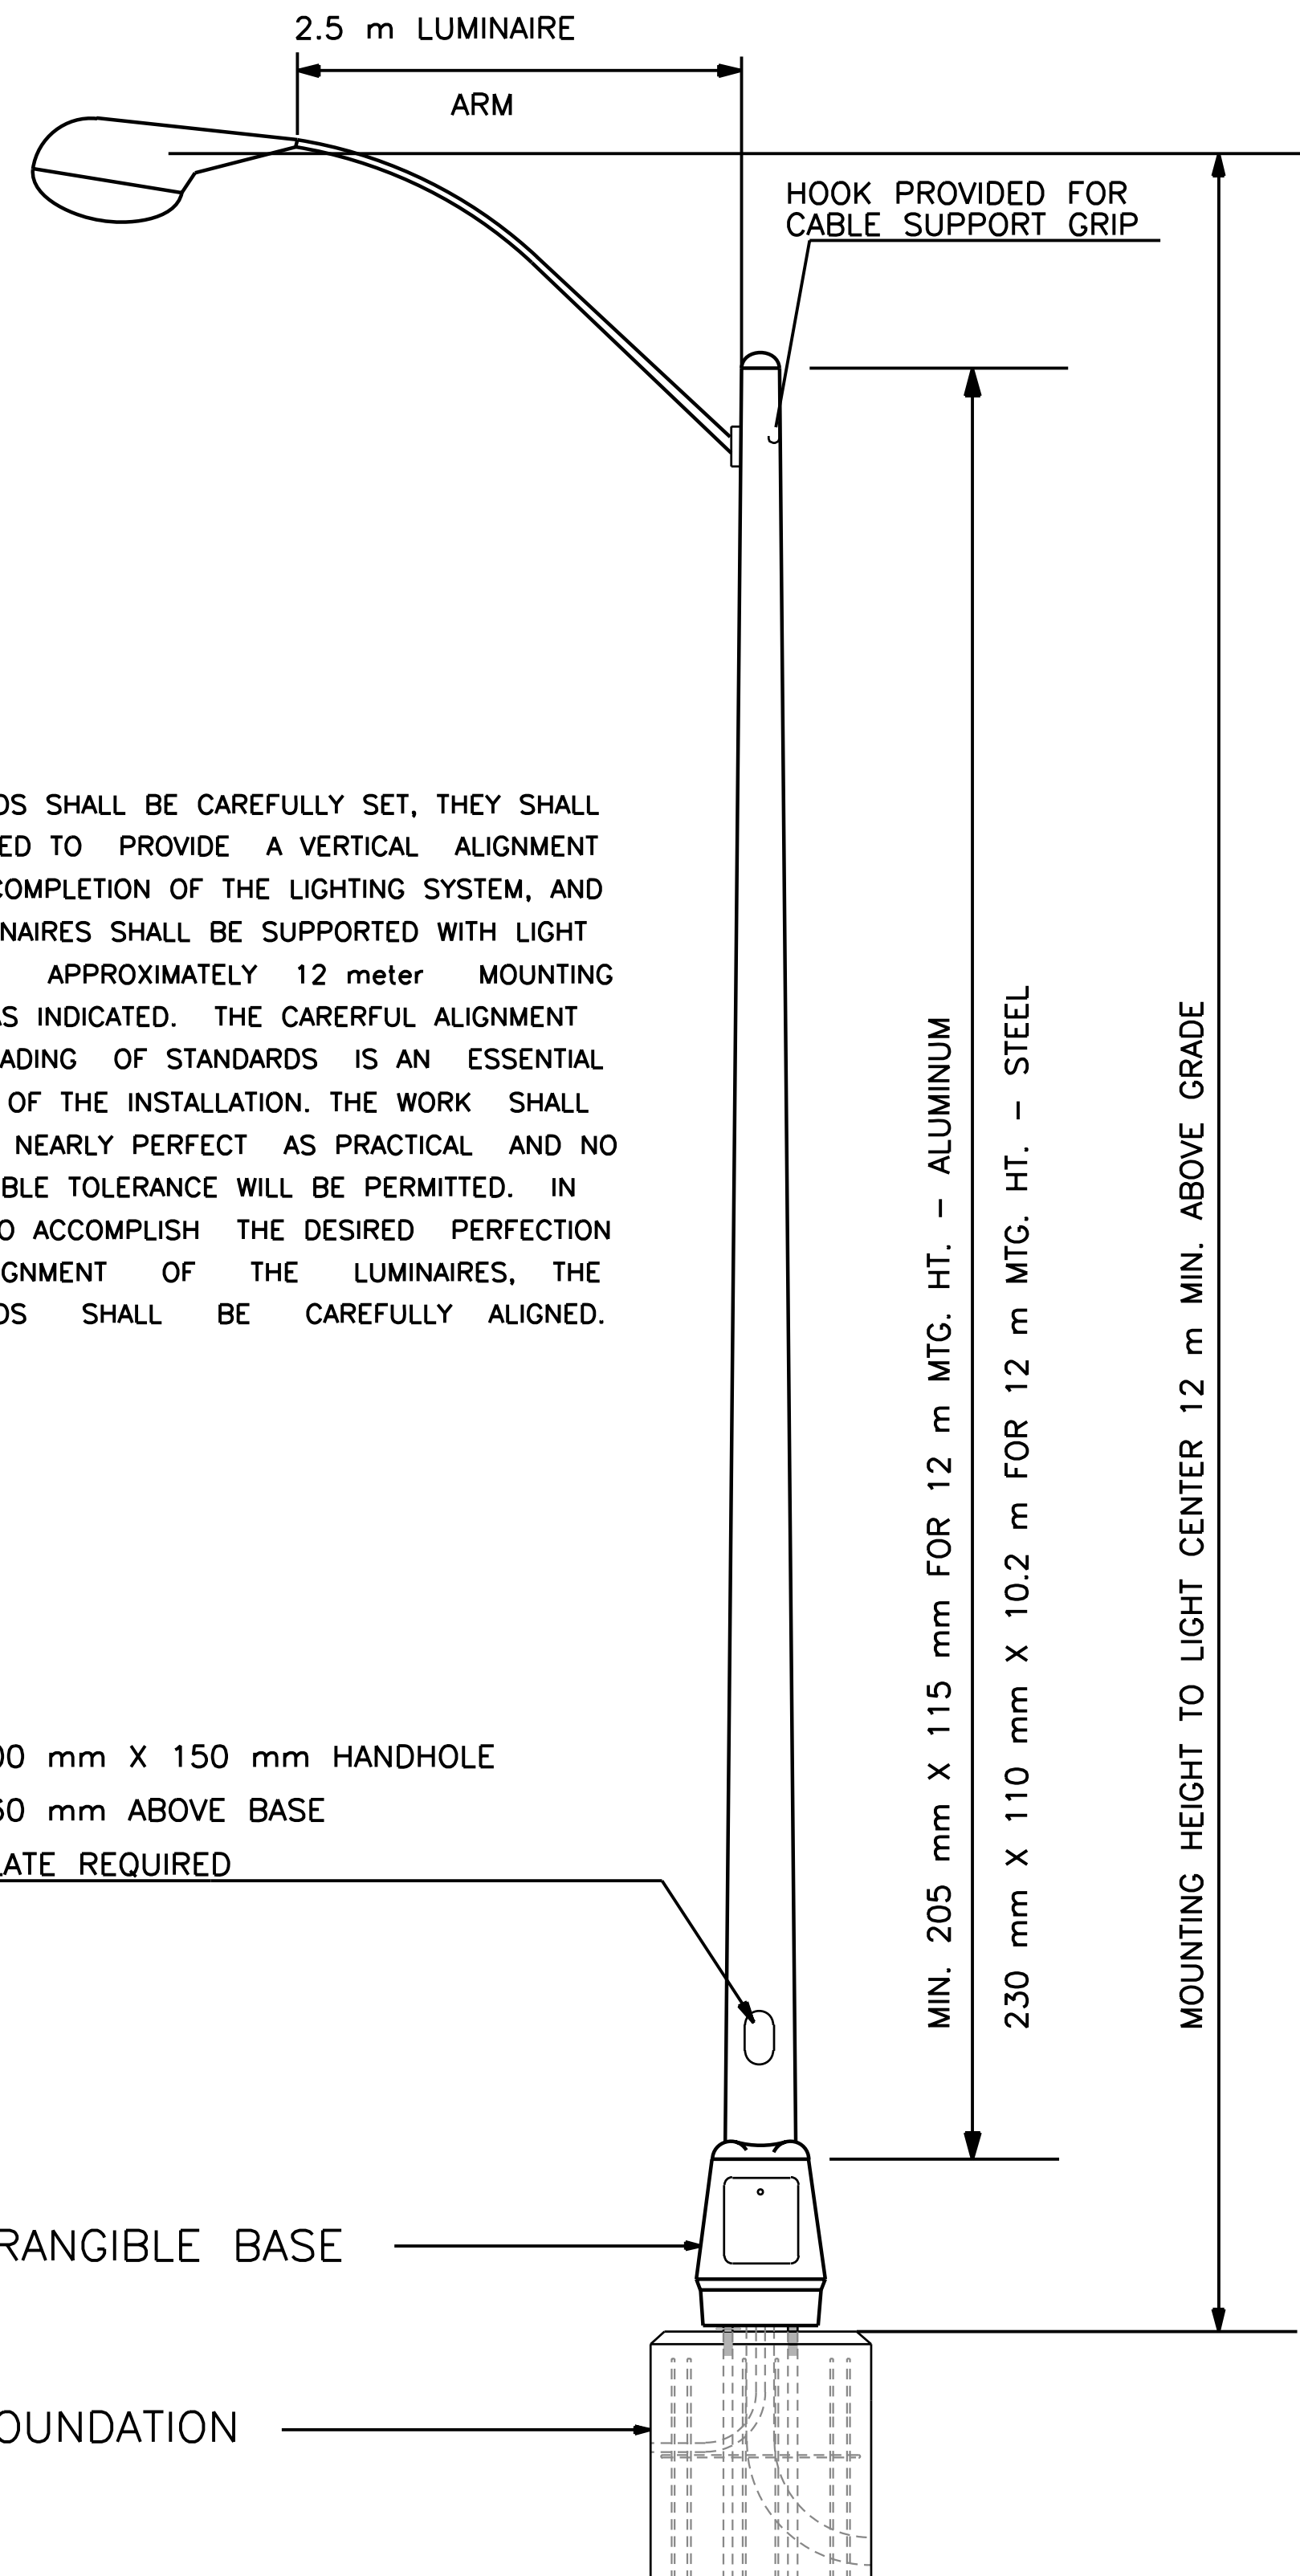 2.5 m LUMINAIRE
ARM
HOOK PROVIDED FOR
CABLE SUPPORT GRIP
SHALL BE CAREFULLY SET, THEY SHALL
TO PROVIDE A VERTICAL ALIGNMENT
COMPLETION OF THE LIGHTING SYSTEM, AND
SHALL BE SUPPORTED WITH LIGHT
APPROXIMATELY 12 meter MOUNTING
AS INDICATED. THE CARERFUL ALIGNMENT
OF STANDARDS IS AN ESSENTIAL
OF THE INSTALLATION. THE WORK SHALL
NEARLY PERFECT AS PRACTICAL AND NO
TOLERANCE WILL BE PERMITTED. IN
ACCOMPLISH THE DESIRED PERFECTION
OF THE LUMINAIRES, THE
SHALL BE CAREFULLY ALIGNED.
MIN. 205 mm X 115 mm FOR 12 m MTG. HT. - ALUMINUM
230 mm X 110 mm X 10.2 m FOR 12 m MTG. HT. - STEEL
MOUNTING HEIGHT TO LIGHT CENTER 12 m MIN. ABOVE GRADE
mm X 150 mm HANDHOLE
mm ABOVE BASE
REQUIRED
BASE